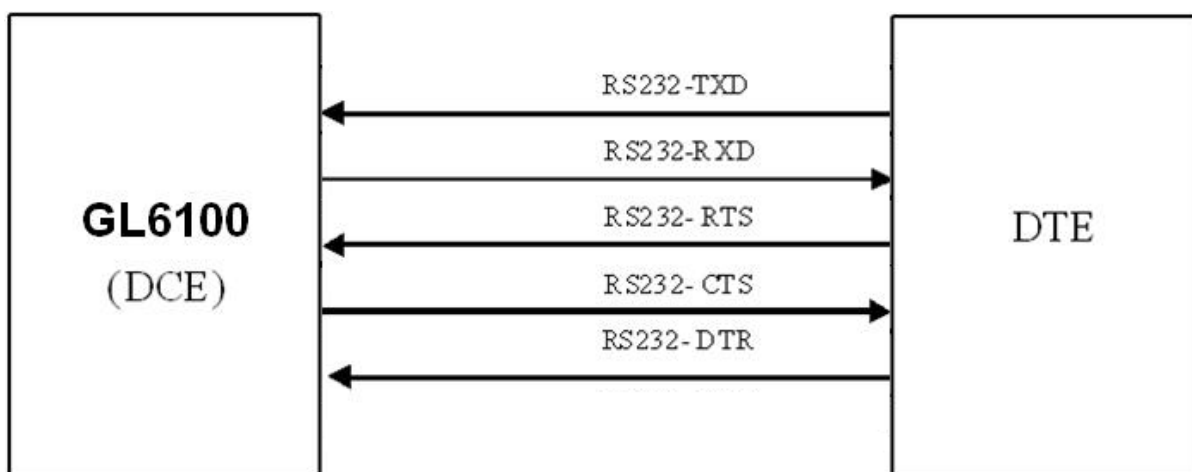 RS232-TXD
RS232-RXD
GL6100
(DCE)
RS232- RTS
DTE
RS232- CTS
RS232- DTR